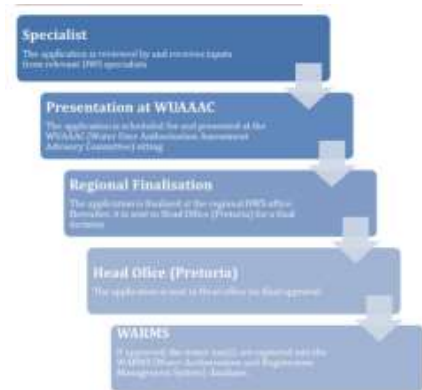 Specialist
The application is reviewed by and receives inputs
from relevant DWS specialists
Presentation at WUAAAC
The application is scheduled for and presented at the
WUAAAC (Water Use Authorisation Assessment
Advisory Committee) sitting
Regional Finalisation
The application is finalised at the regional DWS office
thereafter, it is sent to Head Office (Pretoria) for a final
decision
Head Ofice (Pretoria)
The application is sent to Head office for final approval
WARMS
If approved, the water use(s) are registered onto the
WARMS (Water Authorisation and Registration
Management System) database